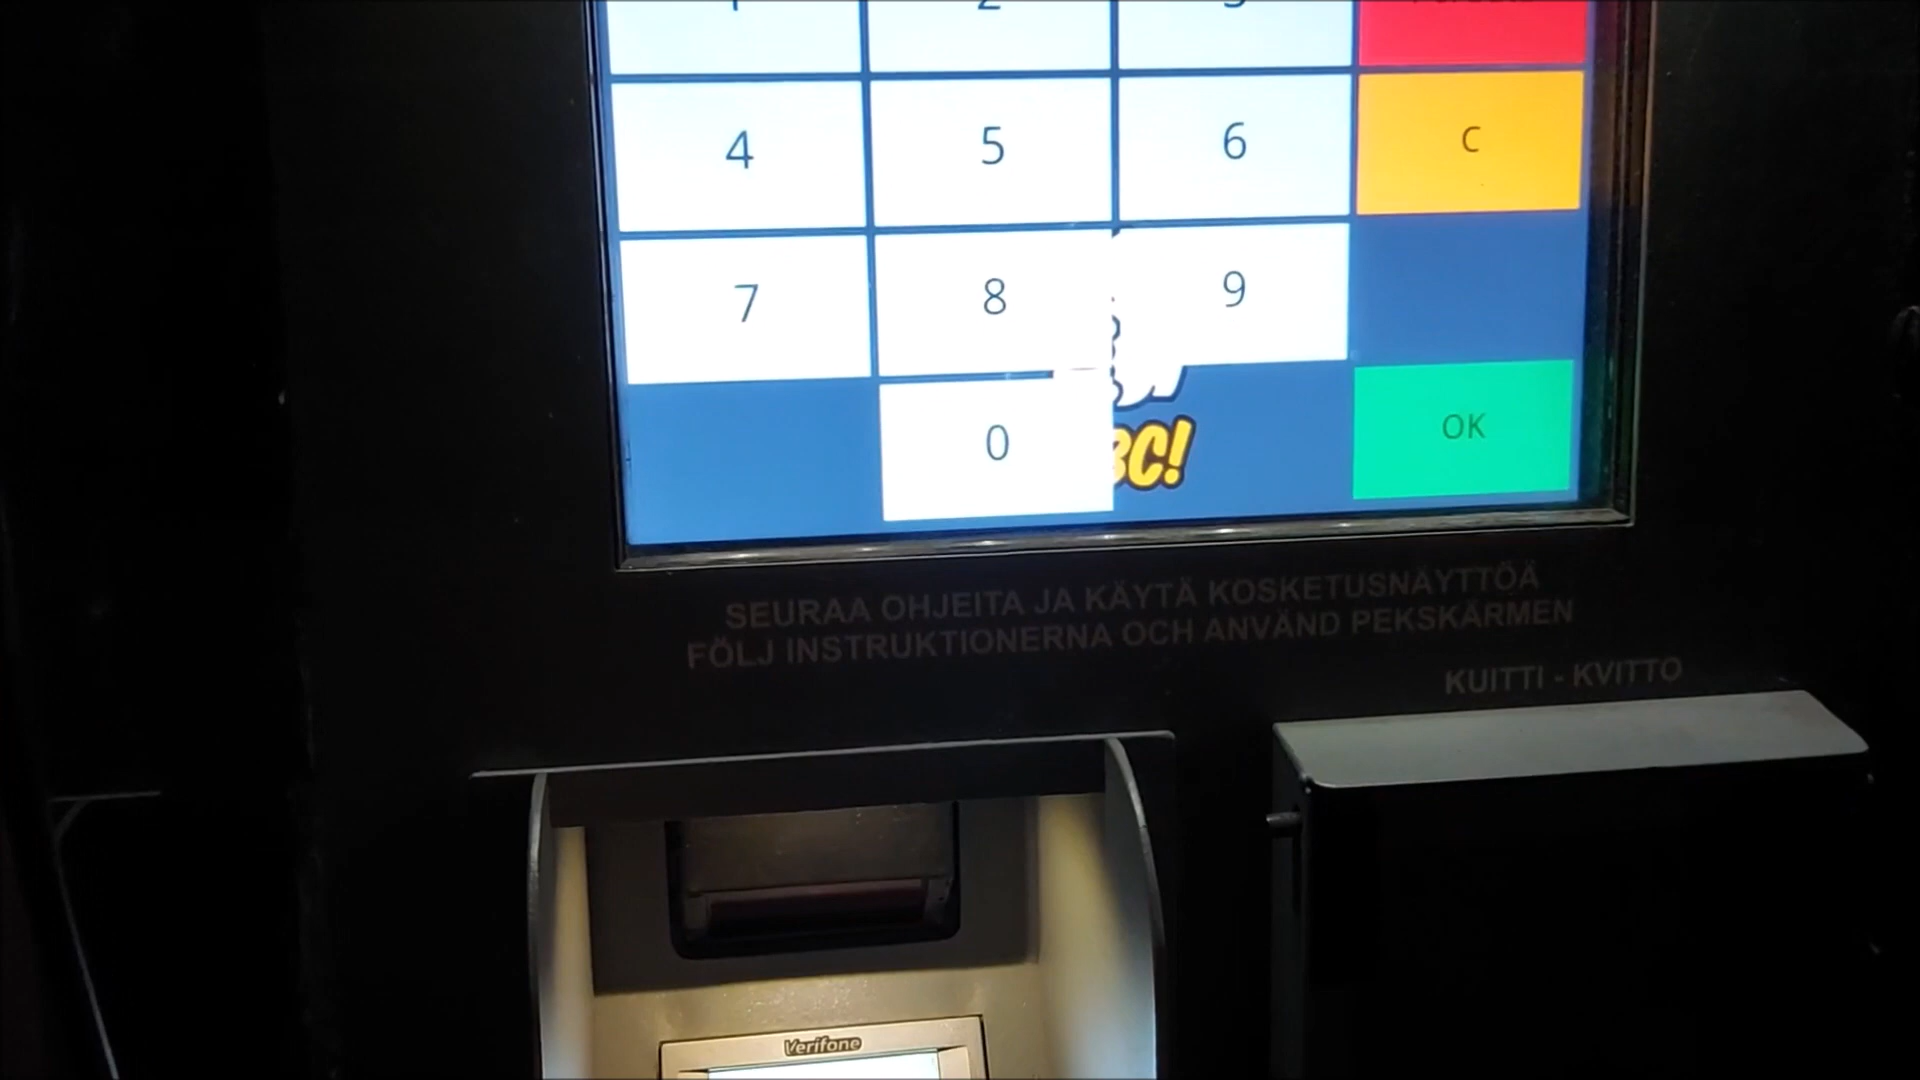 4 5 6 C
7 8 9
0 BC! OK
SEURAA OHJEITA JA KÄYTÄ KOSKETUSNÄYTTÖÄ
FÖLJ INSTRUKTIONERNA OCH ANVÄND PEKSKÄRMEN
KUITTI - KVITTO
Verifone